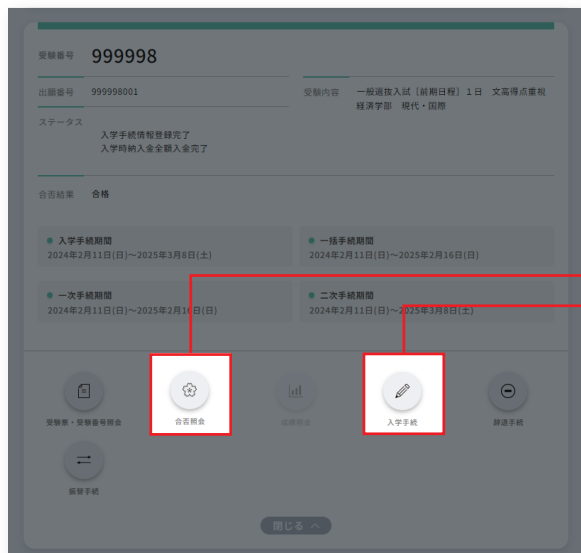 受験番号 999998
出願番号 999998001
受験内容 一般選抜入試［前期日程］1日 文高得点重視
経済学部 現代・国際
ステータス
入学手続情報登録完了
入学時納入金全額入金完了
合否結果 合格
入学手続期間
2024年2月11日(日)～2025年3月8日(土)
一括手続期間
2024年2月11日(日)～2025年2月16日(日)
一次手続期間
2024年2月11日(日)～2025年2月16日(日)
二次手続期間
2024年2月11日(日)～2025年3月8日(土)
受験票・受験番号照会
合否照会
成績照会
入学手続
辞退手続
振替手続
閉じる